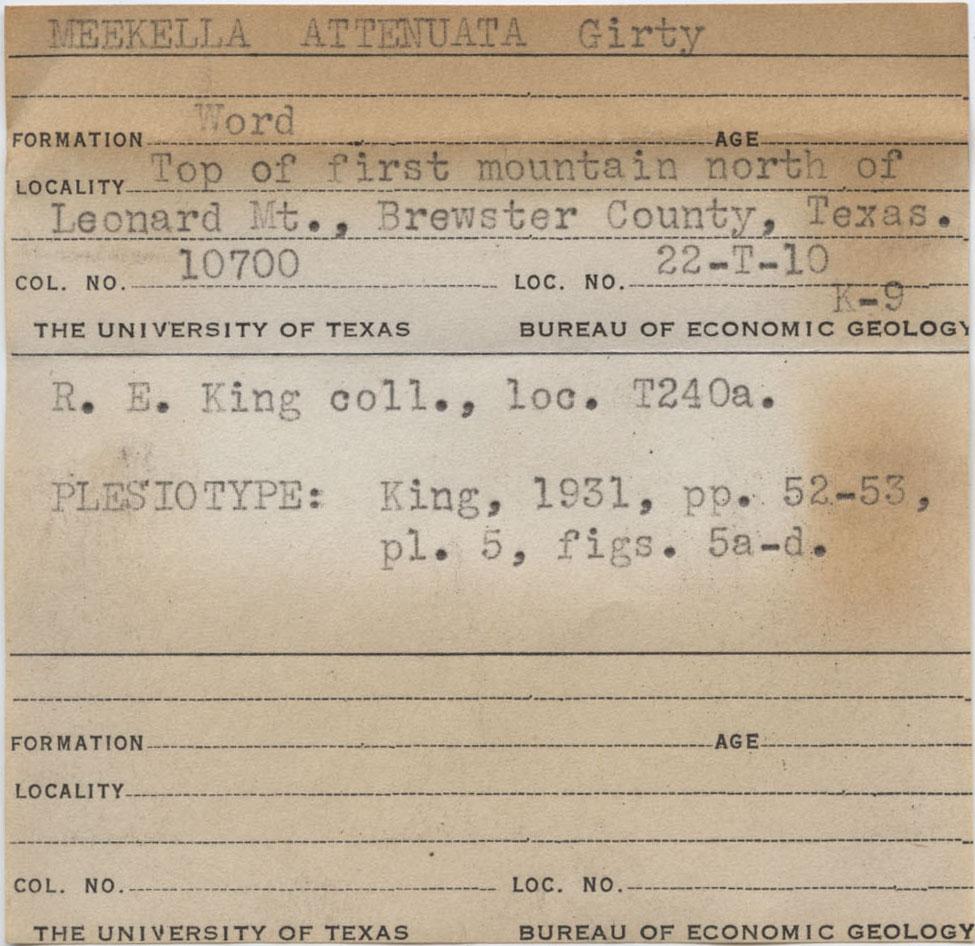 MEEKELLA ATTENUATA Girty
FORMATION Word AGE
LOCALITY Top of first mountain north of
Leonard Mt., Brewster County, Texas.
COL. NO. 10700 LOC. NO. 22-T-10
K-9
THE UNIVERSITY OF TEXAS BUREAU OF ECONOMIC GEOLOGY
R. E. King coll., loc. T240a.
PLESIOTYPE: King, 1931, pp. 52-53,
pl. 5, figs. 5a-d.
FORMATION AGE
LOCALITY
COL. NO. LOC. NO.
THE UNIVERSITY OF TEXAS BUREAU OF ECONOMIC GEOLOGY